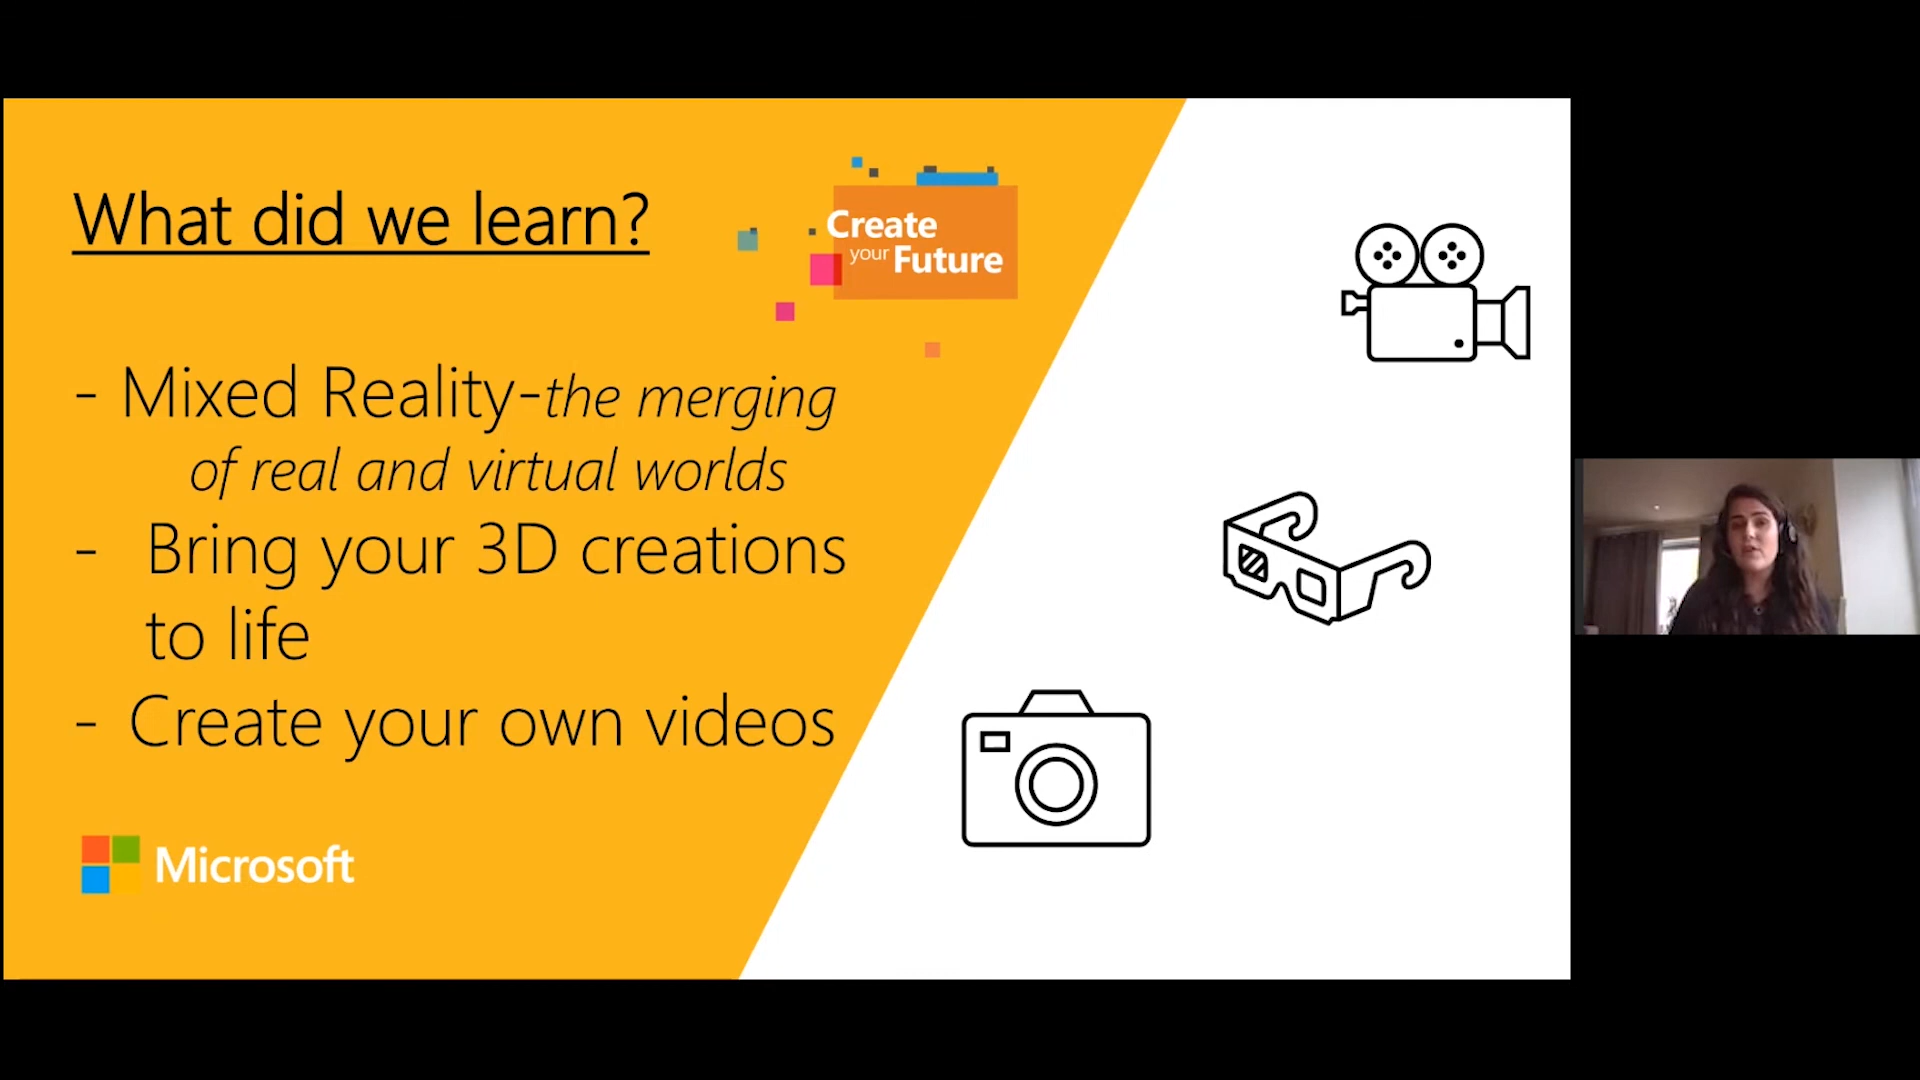 What did we learn?
Create
your Future
- Mixed Reality-the merging
of real and virtual worlds
- Bring your 3D creations
to life
- Create your own videos
Microsoft